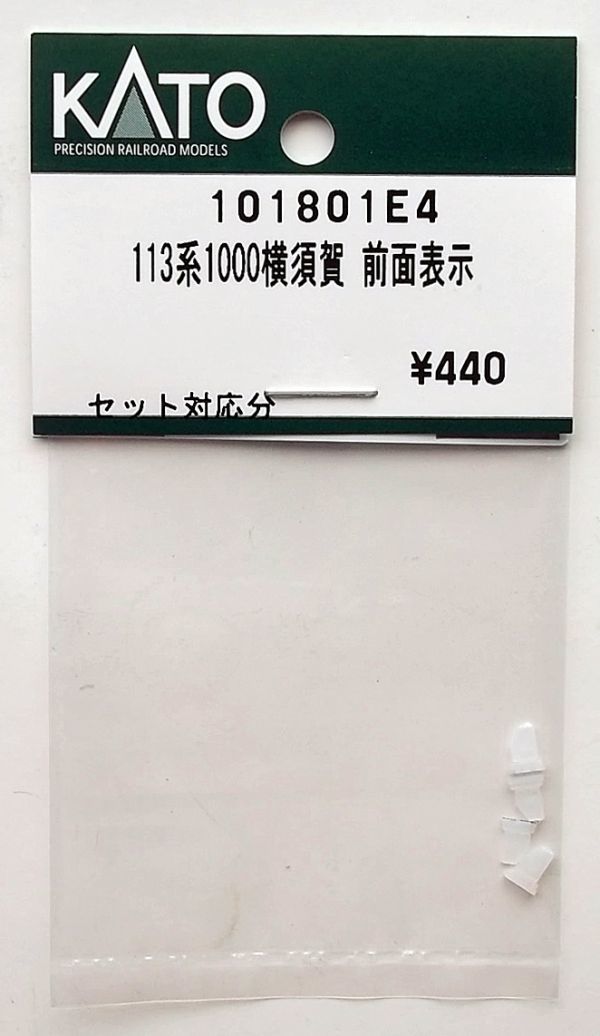 KATO
PRECISION RAILROAD MODELS
101801E4
113系1000横須賀 前面表示
¥440
セット対応分